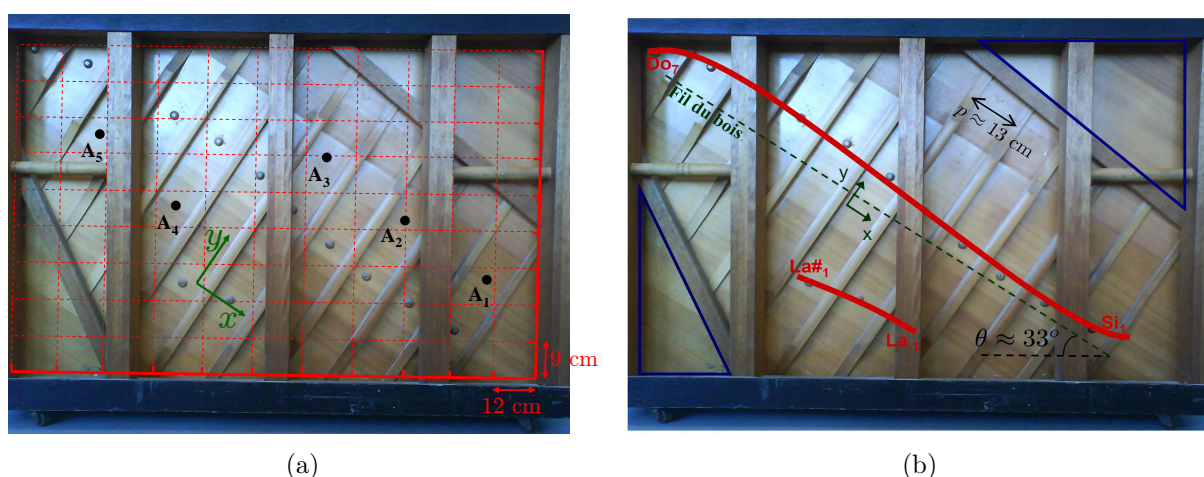 A₅
A₃
A₄
A₂
A₁
y
x
9 cm
12 cm
(a)
Do₇
Fil du bois
p ≈ 13 cm
y
x
La#₁
La₋₁
Si₁
θ ≈ 33°
(b)